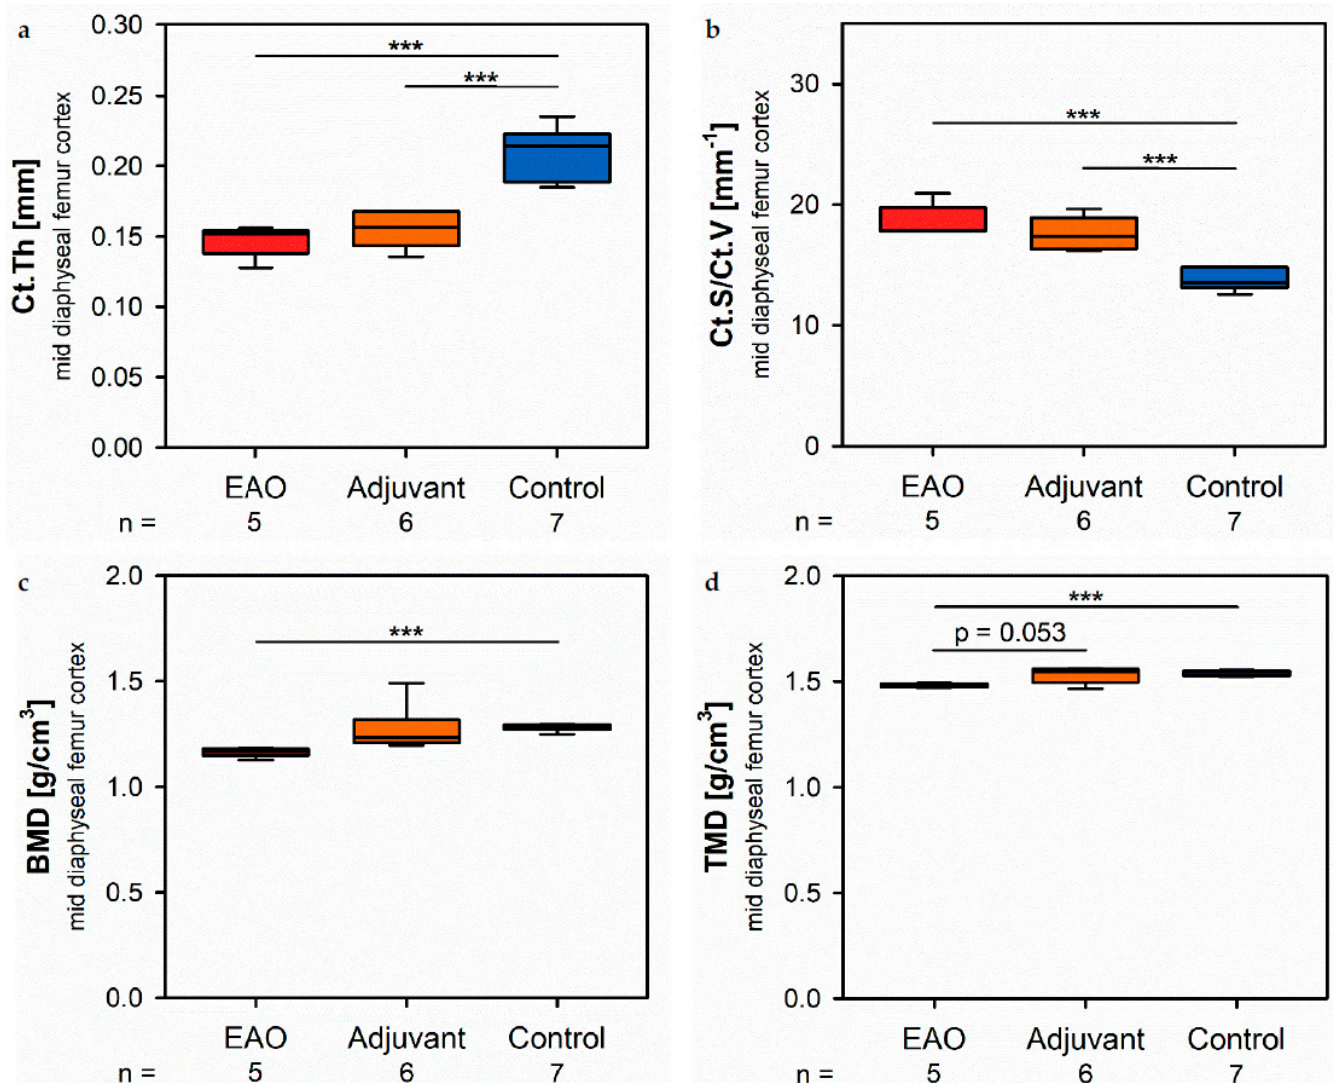 a
Ct.Th [mm]
mid diaphyseal femur cortex
0.30
0.25
0.20
0.15
0.10
0.05
0.00
***
***
EAO Adjuvant Control
n = 5 6 7
b
Ct.S/Ct.V [mm⁻¹]
mid diaphyseal femur cortex
30
20
10
0
***
***
EAO Adjuvant Control
n = 5 6 7
c
BMD [g/cm³]
mid diaphyseal femur cortex
2.0
1.5
1.0
0.5
0.0
***
EAO Adjuvant Control
n = 5 6 7
d
TMD [g/cm³]
mid diaphyseal femur cortex
2.0
1.5
1.0
0.5
0.0
***
p = 0.053
EAO Adjuvant Control
n = 5 6 7